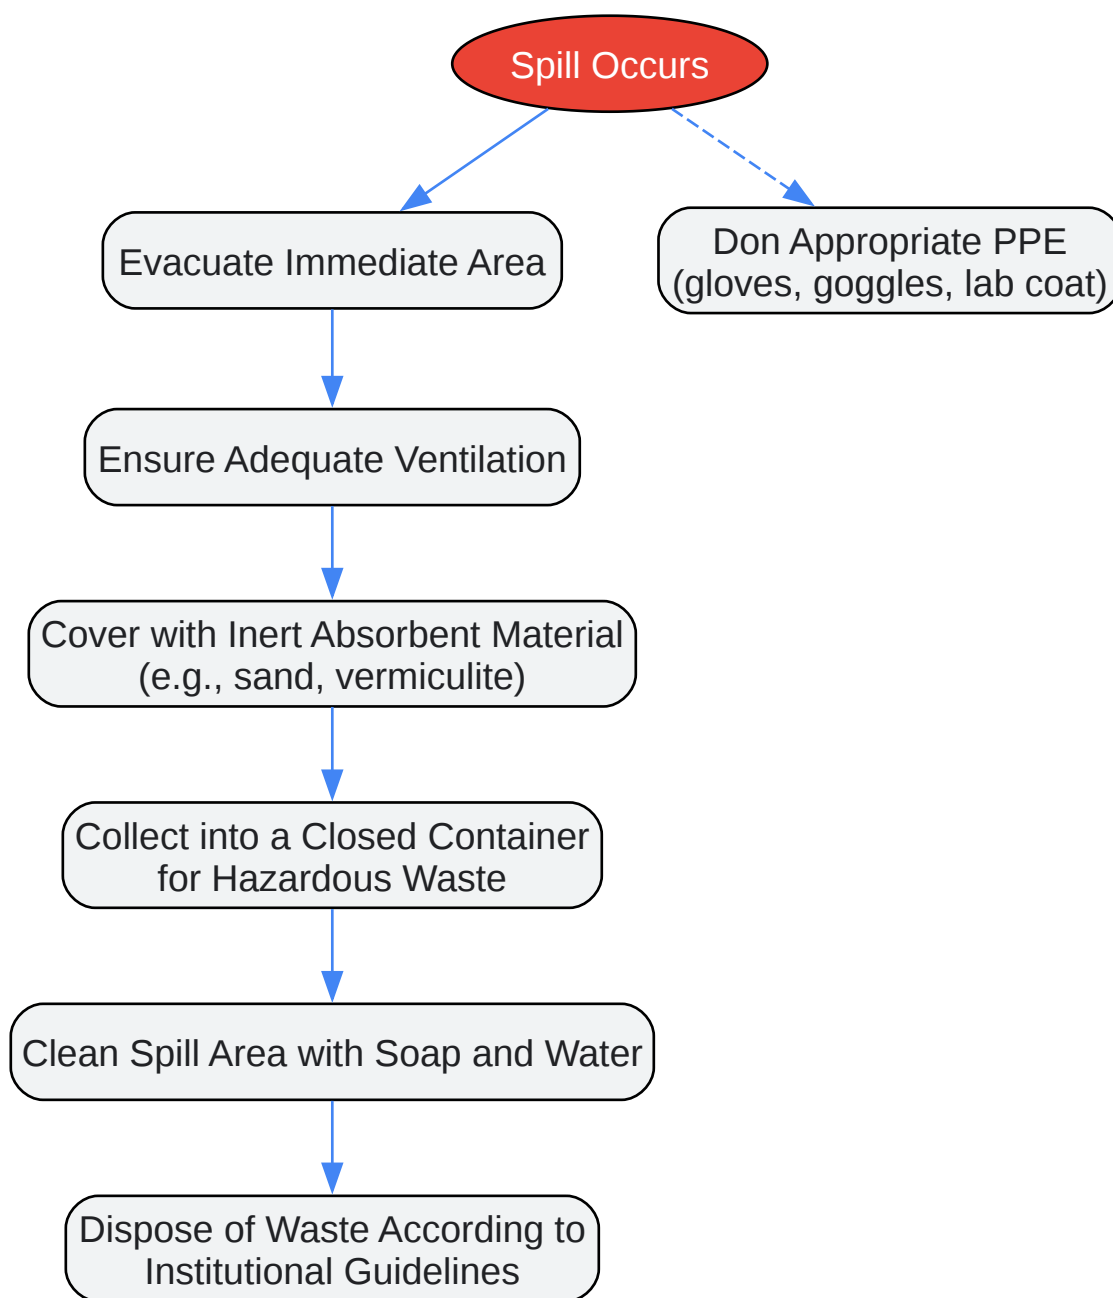 Spill Occurs
Evacuate Immediate Area
Don Appropriate PPE
(gloves, goggles, lab coat)
Ensure Adequate Ventilation
Cover with Inert Absorbent Material
(e.g., sand, vermiculite)
Collect into a Closed Container
for Hazardous Waste
Clean Spill Area with Soap and Water
Dispose of Waste According to
Institutional Guidelines